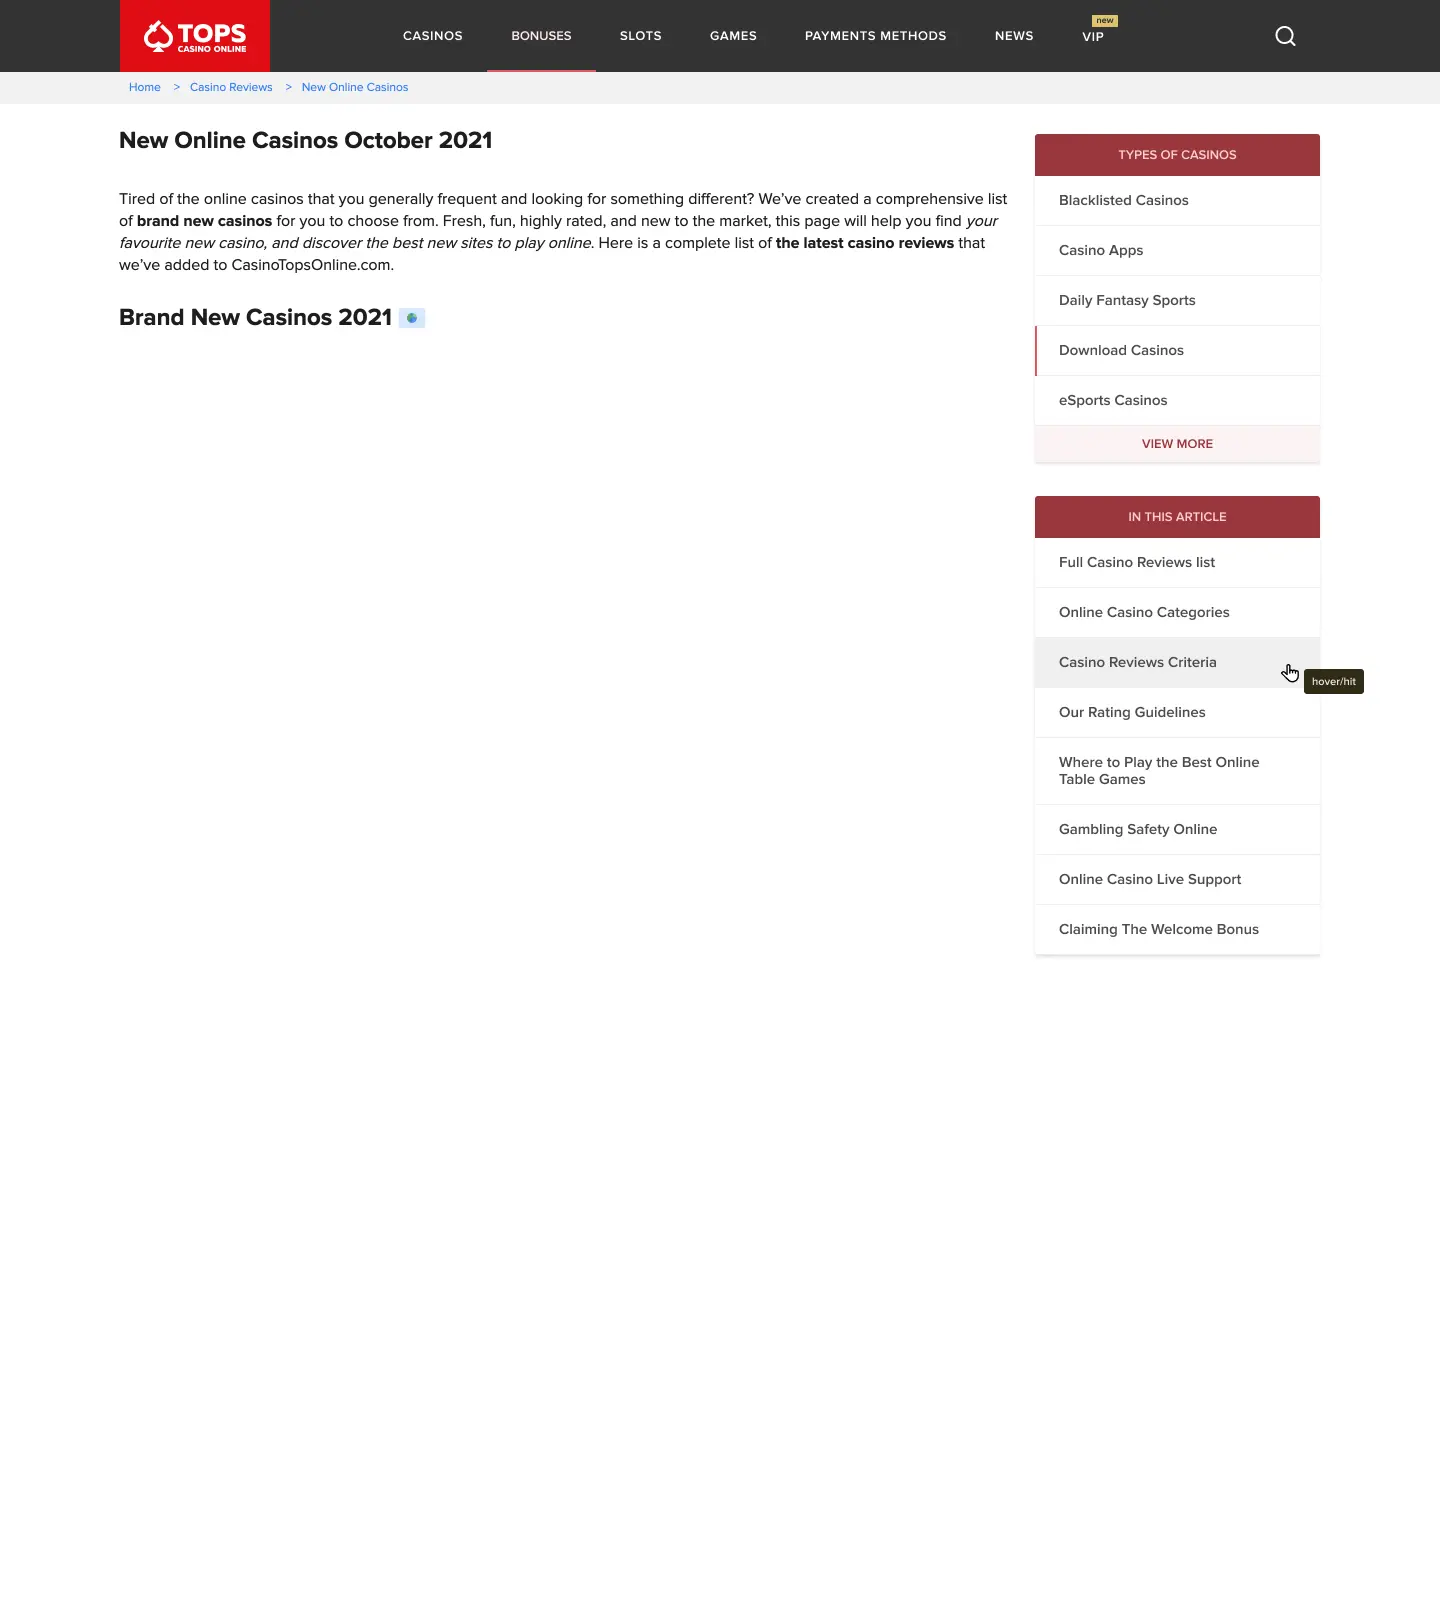 TOPS
CASINO ONLINE
CASINOS
BONUSES
SLOTS
GAMES
PAYMENTS METHODS
NEWS
new
VIP
Home > Casino Reviews > New Online Casinos
New Online Casinos October 2021
Tired of the online casinos that you generally frequent and looking for something different? We’ve created a comprehensive list
of brand new casinos for you to choose from. Fresh, fun, highly rated, and new to the market, this page will help you find your
favourite new casino, and discover the best new sites to play online. Here is a complete list of the latest casino reviews that
we’ve added to CasinoTopsOnline.com.
Brand New Casinos 2021
TYPES OF CASINOS
Blacklisted Casinos
Casino Apps
Daily Fantasy Sports
Download Casinos
eSports Casinos
VIEW MORE
IN THIS ARTICLE
Full Casino Reviews list
Online Casino Categories
Casino Reviews Criteria
hover/hit
Our Rating Guidelines
Where to Play the Best Online
Table Games
Gambling Safety Online
Online Casino Live Support
Claiming The Welcome Bonus